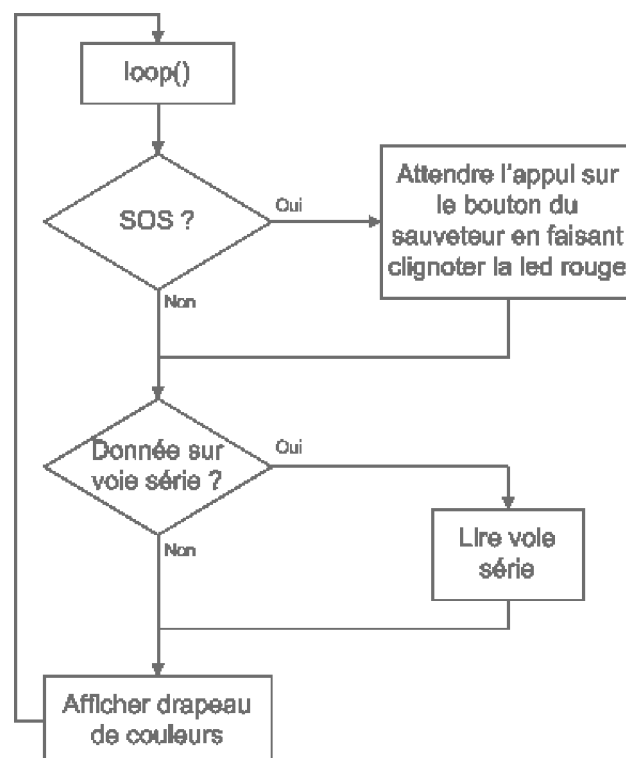 loop()
SOS ?
Oui
Attendre l'appui sur
le bouton du
sauveteur en faisant
clignoter la led rouge
Non
Donnée sur
voie série ?
Oui
Lire voie
série
Non
Afficher drapeau
de couleurs